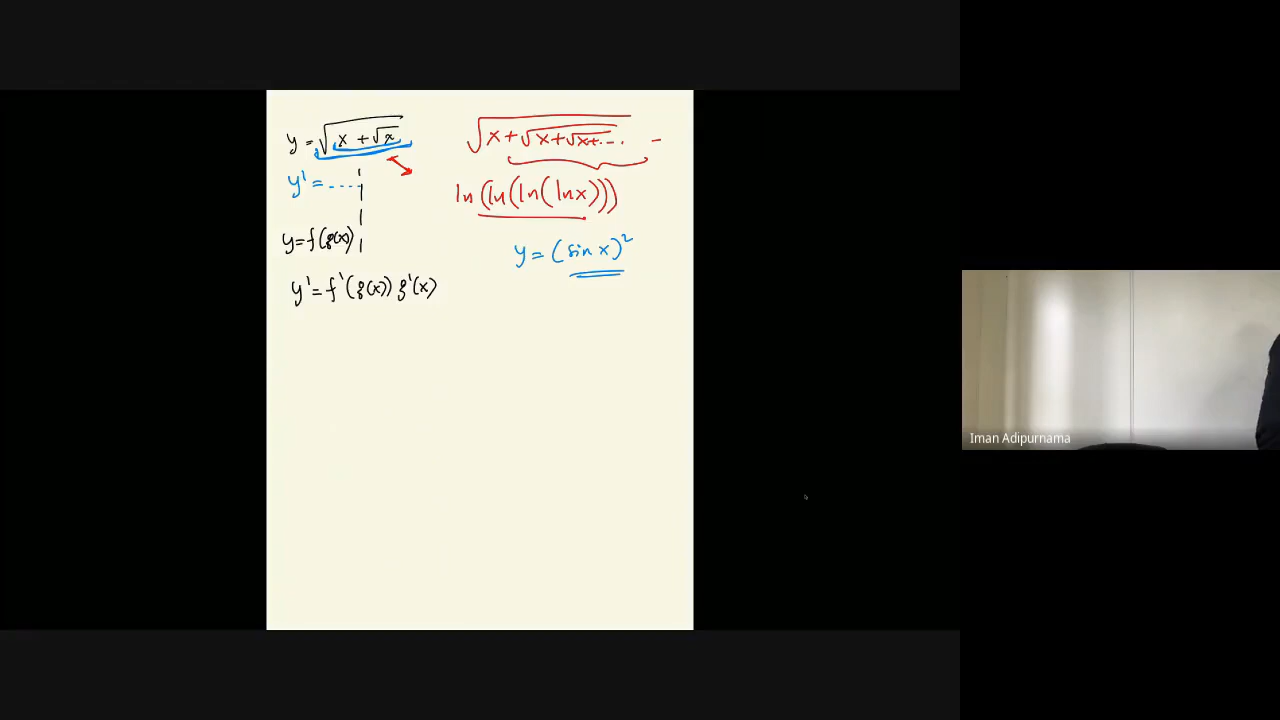 y = √(x + √x)
y' = ....
y = f(g(x))
y' = f'(g(x)) g'(x)
√(x + √(x + √(x + ... . -
ln(ln(ln(ln x)))
y = (sin x)²
Iman Adipurnama